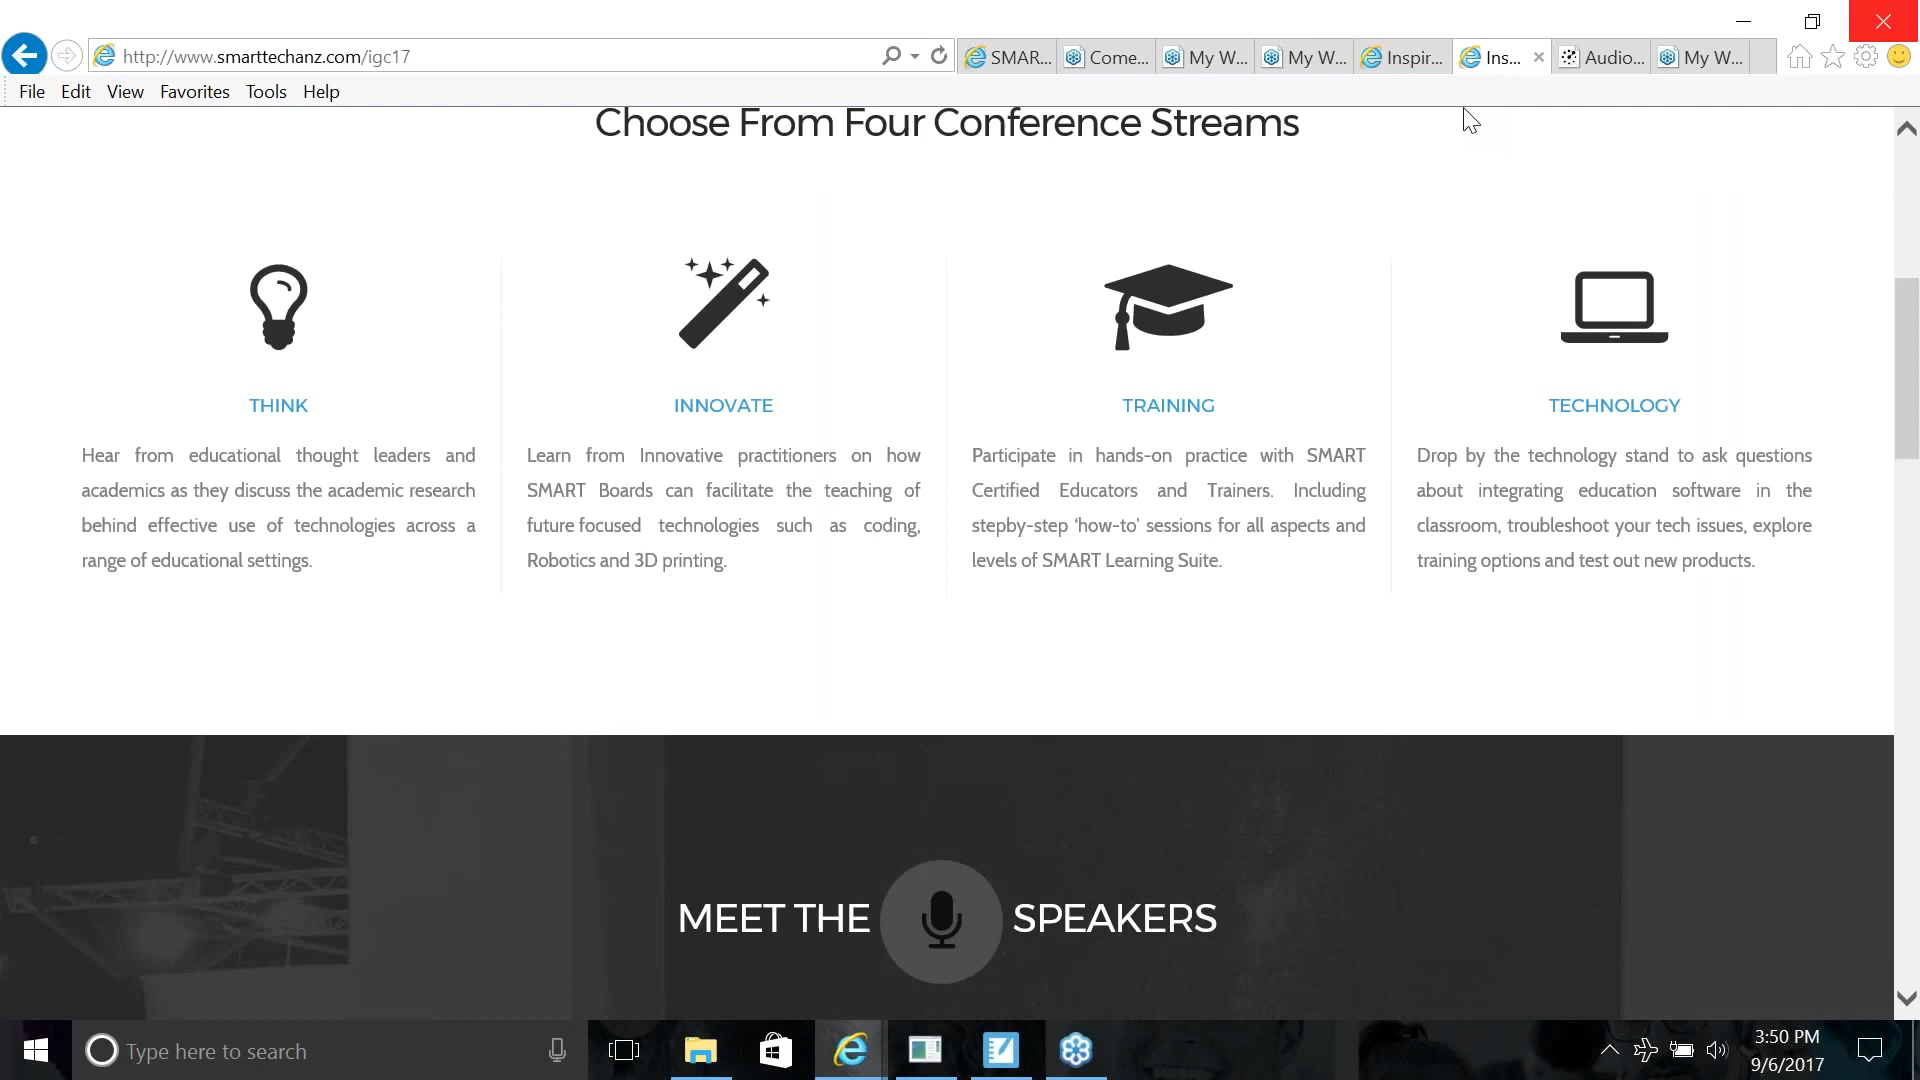 http://www.smarttechanz.com/igc17
SMAR...
Come...
My W...
My W...
Inspir...
Ins...
Audio...
My W...
File Edit View Favorites Tools Help
Choose From Four Conference Streams
THINK
Hear from educational thought leaders and
academics as they discuss the academic research
behind effective use of technologies across a
range of educational settings.
INNOVATE
Learn from Innovative practitioners on how
SMART Boards can facilitate the teaching of
future focused technologies such as coding,
Robotics and 3D printing.
TRAINING
Participate in hands-on practice with SMART
Certified Educators and Trainers. Including
stepby-step ‘how-to’ sessions for all aspects and
levels of SMART Learning Suite.
TECHNOLOGY
Drop by the technology stand to ask questions
about integrating education software in the
classroom, troubleshoot your tech issues, explore
training options and test out new products.
MEET THE SPEAKERS
Type here to search
3:50 PM
9/6/2017